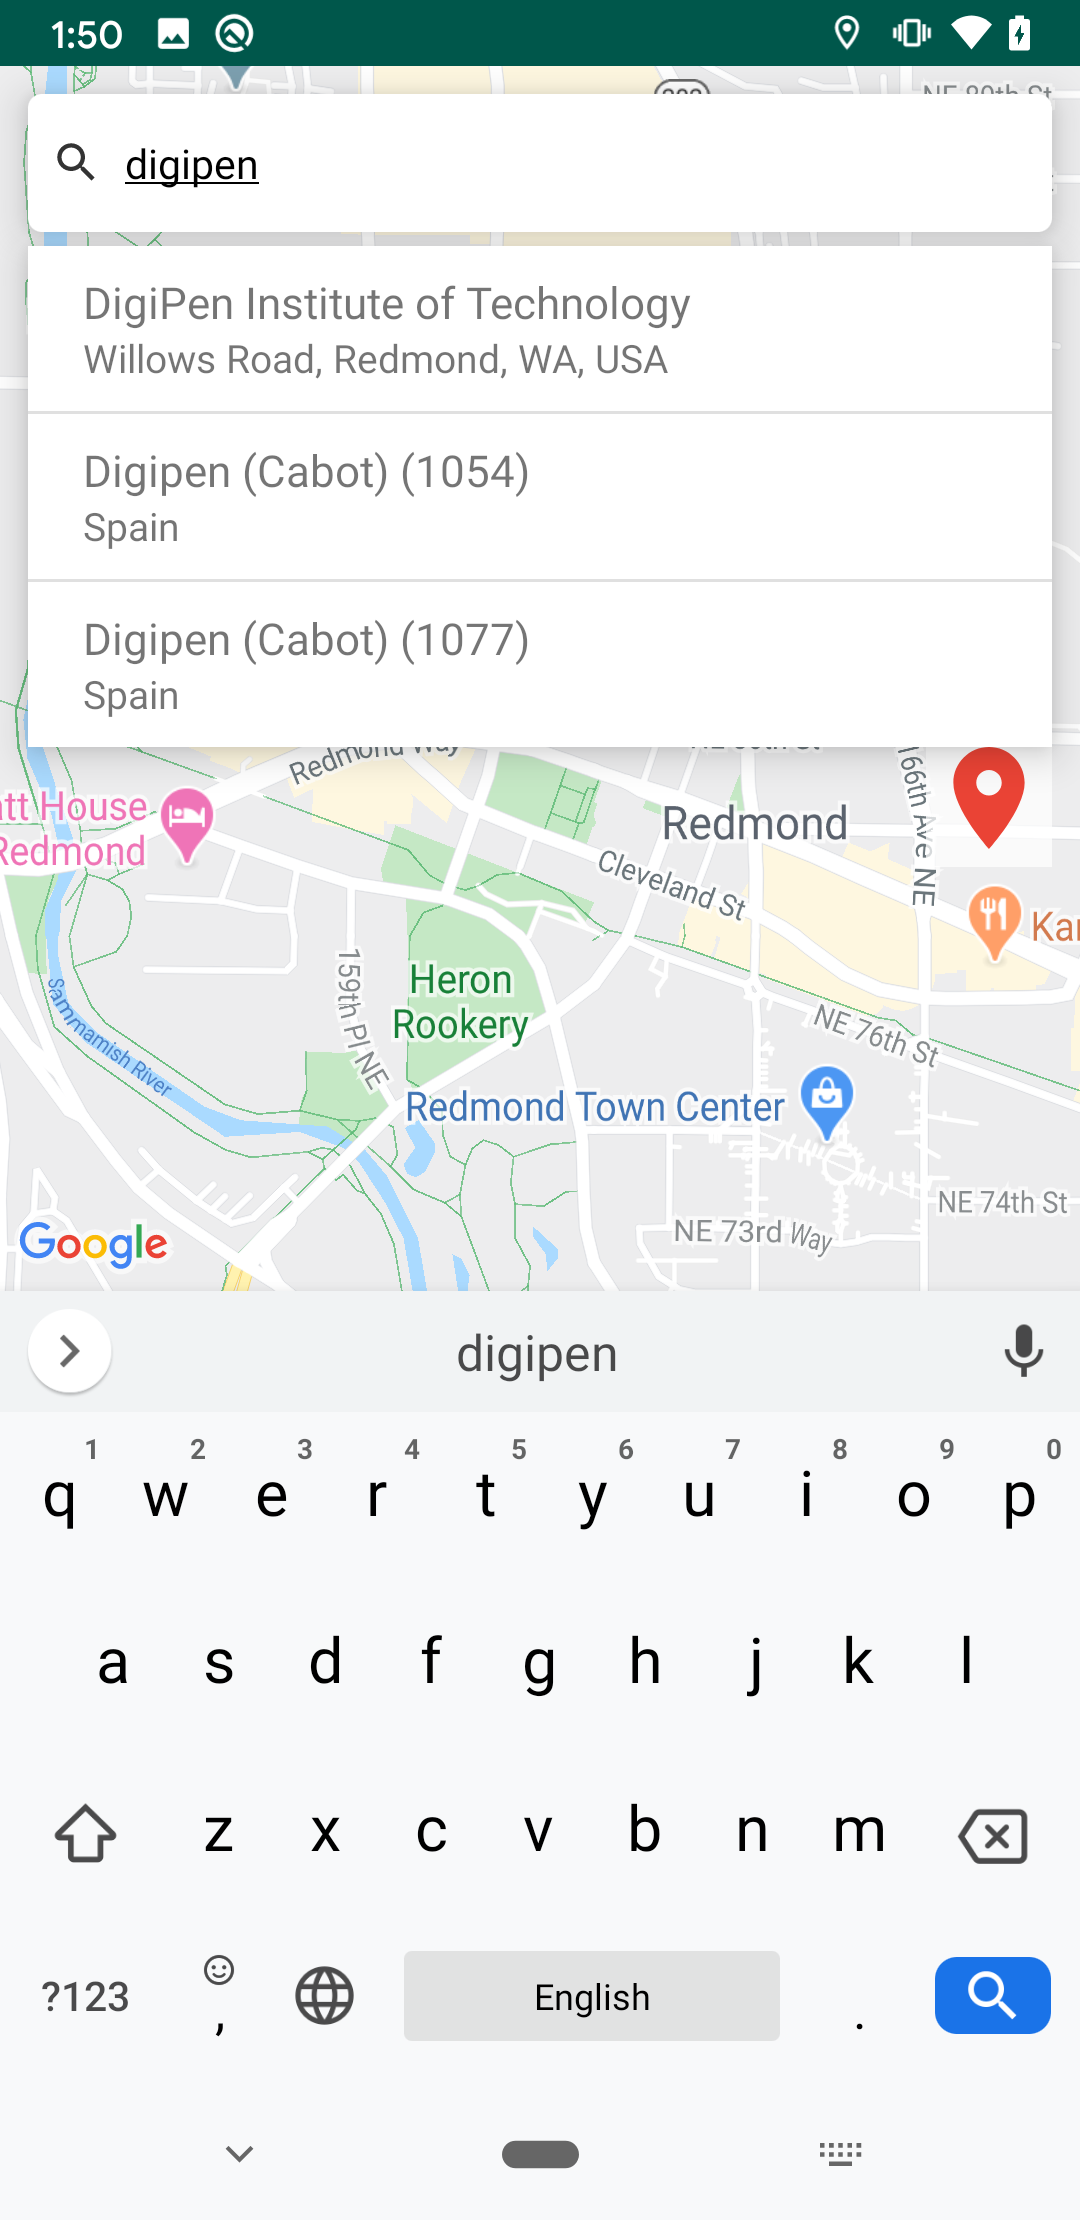 1:50
digipen
DigiPen Institute of Technology
Willows Road, Redmond, WA, USA
Digipen (Cabot) (1054)
Spain
Digipen (Cabot) (1077)
Spain
Redmond Way
166th Ave NE
Redmond
Redmond
Cleveland St
Heron
Rookery
159th Pl NE
Sammamish River
NE 76th St
Redmond Town Center
NE 74th St
NE 73rd Way
Google
digipen
1 2 3 4 5 6 7 8 9 0
q w e r t y u i o p
a s d f g h j k l
z x c v b n m
?123 , English .